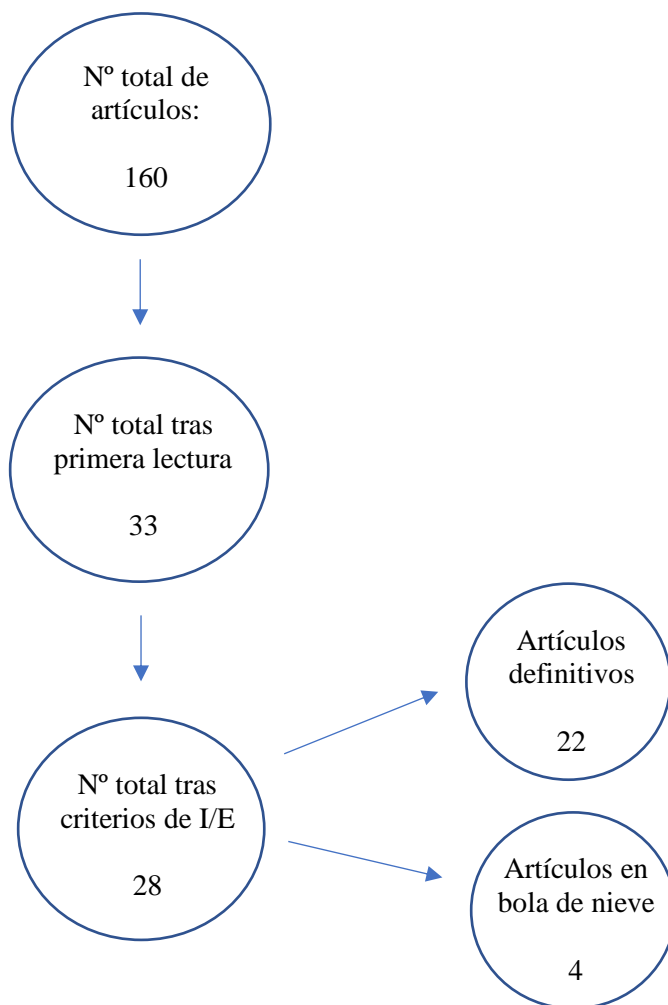 Nº total de
artículos:
160
Nº total tras
primera lectura
33
Nº total tras
criterios de I/E
28
Artículos
definitivos
22
Artículos en
bola de nieve
4